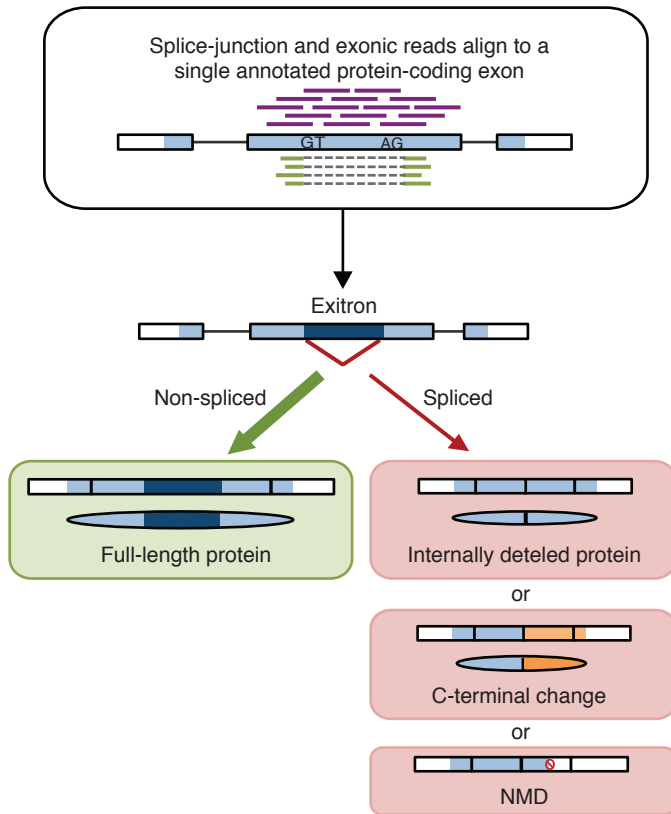 Splice-junction and exonic reads align to a
single annotated protein-coding exon
GT
AG
Exitron
Non-spliced
Spliced
Full-length protein
Internally deteled protein
or
C-terminal change
or
NMD